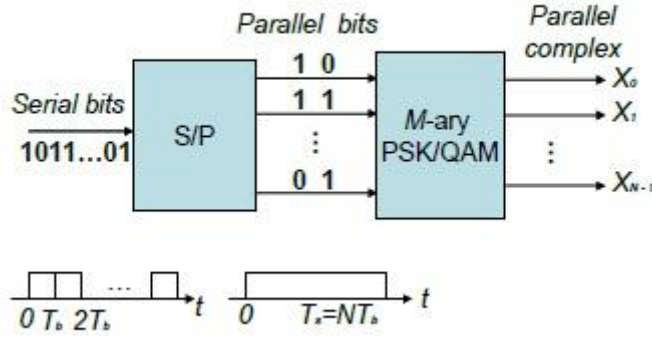 Parallel bits
Parallel complex
Serial bits
1011...01
S/P
1 0
1 1
⋮
0 1
M-ary
PSK/QAM
X₀
X₁
⋮
Xₙ₋₁
0 Tb 2Tb ... t
0 Ts=NTb t